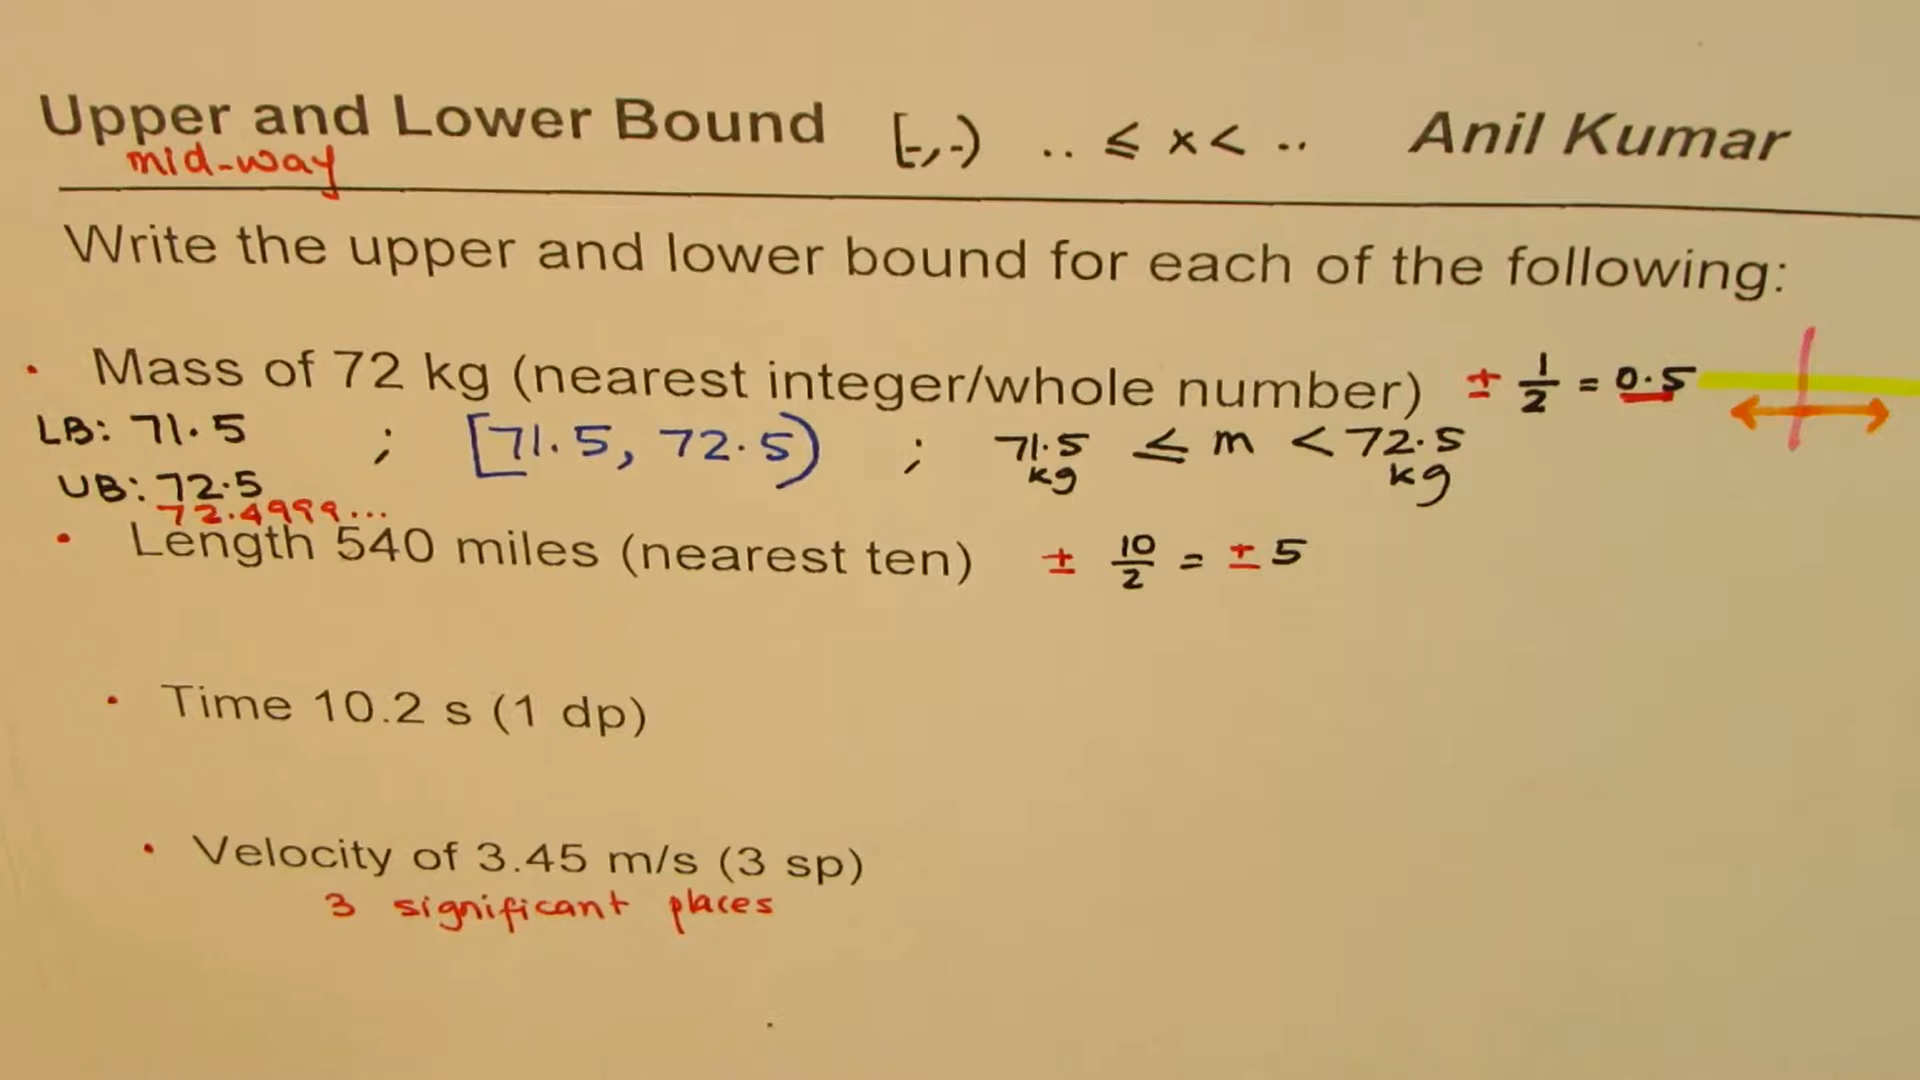 Upper and Lower Bound [-,-) .. ≤ x < .. Anil Kumar
mid-way
Write the upper and lower bound for each of the following:
• Mass of 72 kg (nearest integer/whole number) ± 1/2 = 0.5
LB: 71.5 ; [71.5, 72.5) ; 71.5 kg ≤ m < 72.5 kg
UB: 72.5
72.4999...
• Length 540 miles (nearest ten) ± 10/2 = ± 5
• Time 10.2 s (1 dp)
• Velocity of 3.45 m/s (3 sp)
3 significant places